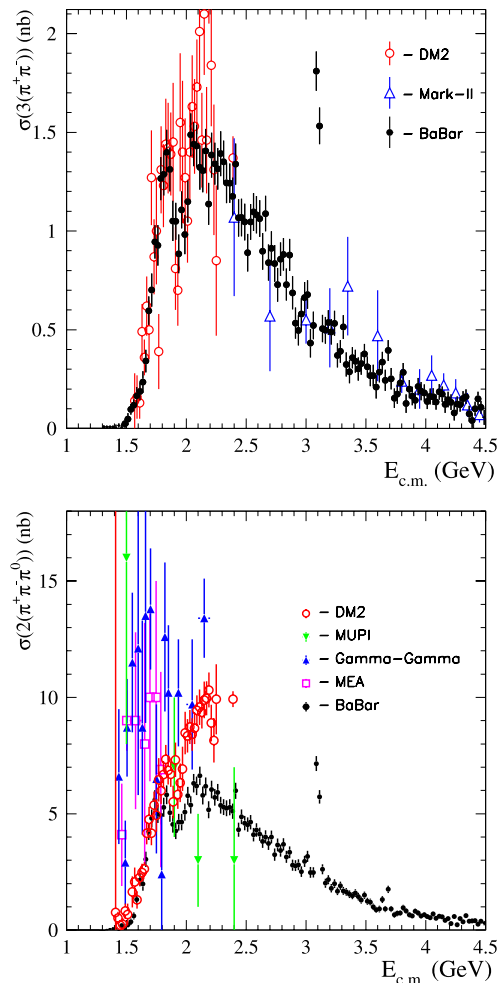 σ(3(π⁺π⁻)) (nb)
2
1.5
1
0.5
0
– DM2
– Mark-II
– BaBar
1 1.5 2 2.5 3 3.5 4 4.5
E_c.m. (GeV)
σ(2(π⁺π⁻π⁰)) (nb)
15
10
5
0
– DM2
– MUPI
– Gamma-Gamma
– MEA
– BaBar
1 1.5 2 2.5 3 3.5 4 4.5
E_c.m. (GeV)